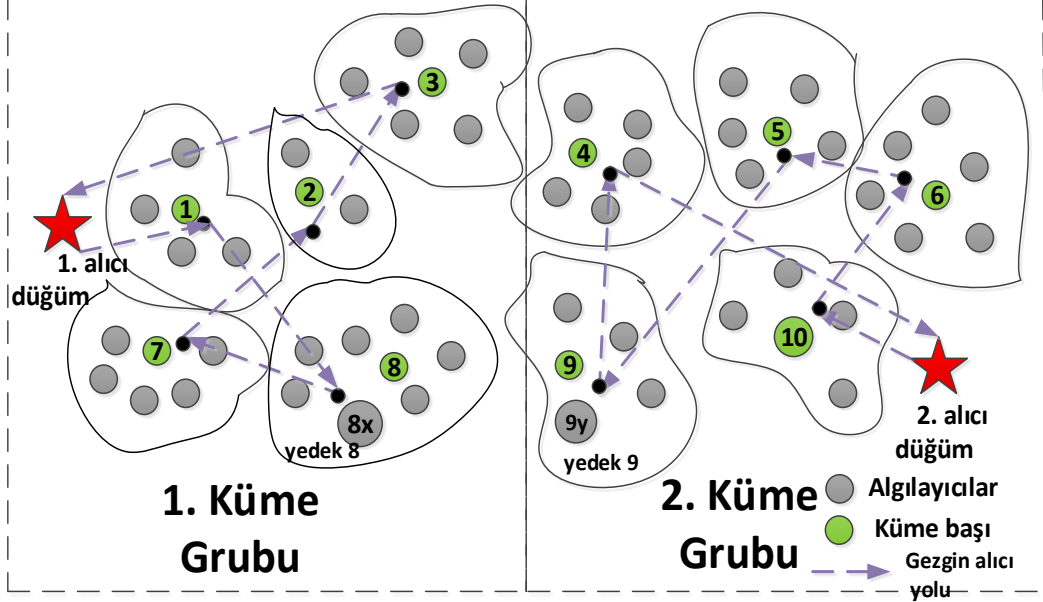 3
5
4
2
6
1
1. alıcı
düğüm
10
7
8
9
8x
yedek 8
9y
yedek 9
2. alıcı
düğüm
1. Küme
Grubu
2. Küme
Grubu
Algılayıcılar
Küme başı
Gezgin alıcı
yolu